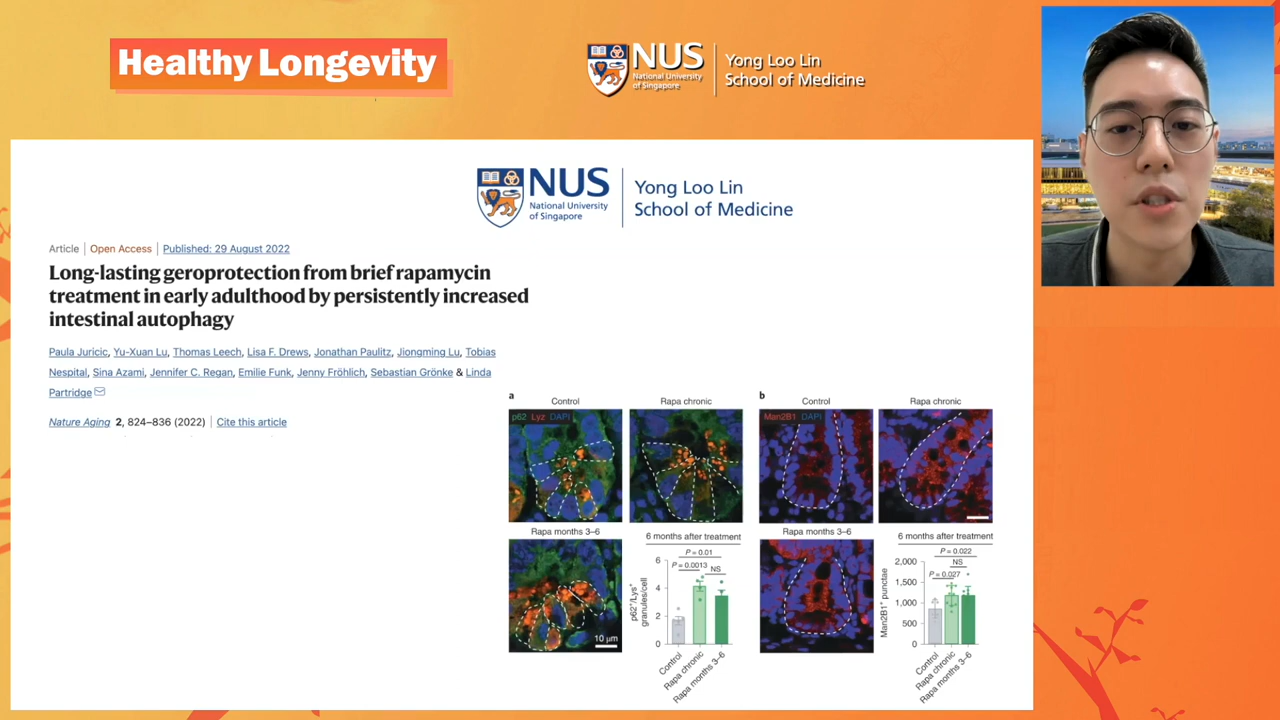 Healthy Longevity
NUS
National University
of Singapore
Yong Loo Lin
School of Medicine
NUS
National University
of Singapore
Yong Loo Lin
School of Medicine
Article | Open Access | Published: 29 August 2022
Long-lasting geroprotection from brief rapamycin
treatment in early adulthood by persistently increased
intestinal autophagy
Paula Juricic, Yu-Xuan Lu, Thomas Leech, Lisa F. Drews, Jonathan Paulitz, Jiongming Lu, Tobias
Nespital, Sina Azami, Jennifer C. Regan, Emilie Funk, Jenny Fröhlich, Sebastian Grönke & Linda
Partridge
Nature Aging 2, 824–836 (2022) | Cite this article
a
Control
Rapa chronic
p62 Lyz DAPI
Rapa months 3–6
10 μm
6 months after treatment
P = 0.01
P = 0.0013
NS
6
4
2
0
p62+/Lys+
granules/cell
Control
Rapa chronic
Rapa months 3–6
b
Control
Rapa chronic
Man2B1 DAPI
Rapa months 3–6
6 months after treatment
P = 0.022
NS
P = 0.027
2,000
1,500
1,000
500
0
Man2B1+ punctae
Control
Rapa chronic
Rapa months 3–6